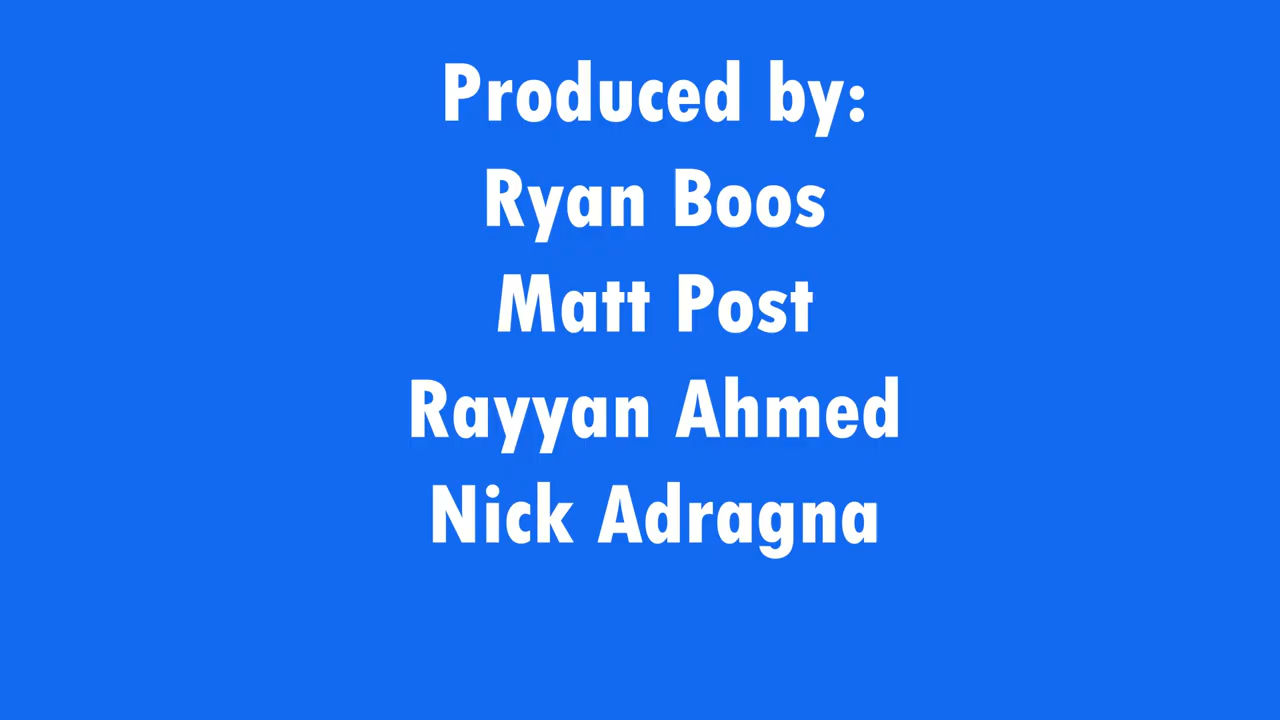 Produced by:
Ryan Boos
Matt Post
Rayyan Ahmed
Nick Adragna